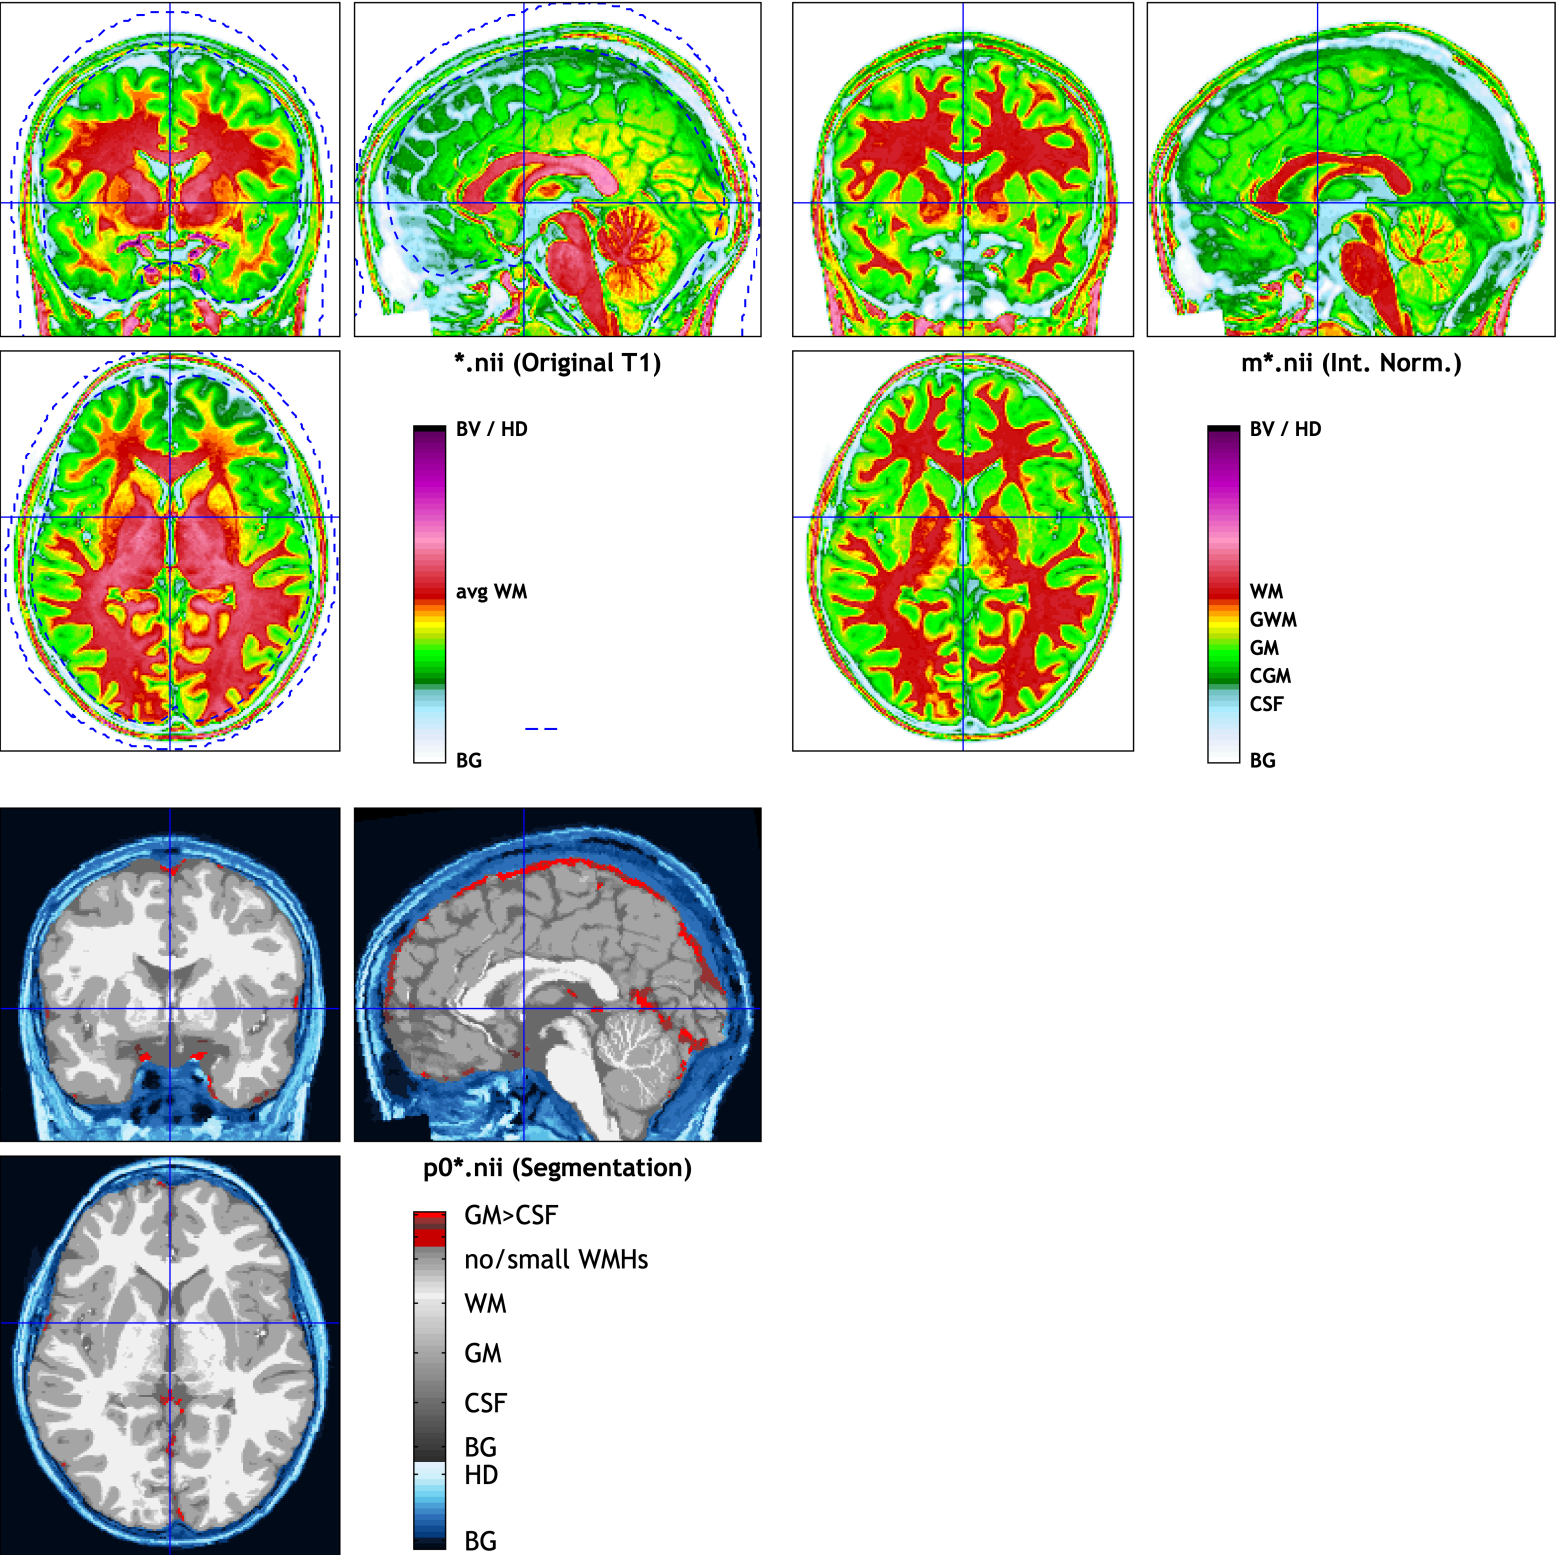 *.nii (Original T1)
BV / HD
avg WM
BG
m*.nii (Int. Norm.)
BV / HD
WM
GWM
GM
CGM
CSF
BG
p0*.nii (Segmentation)
GM>CSF
no/small WMHs
WM
GM
CSF
BG
HD
BG